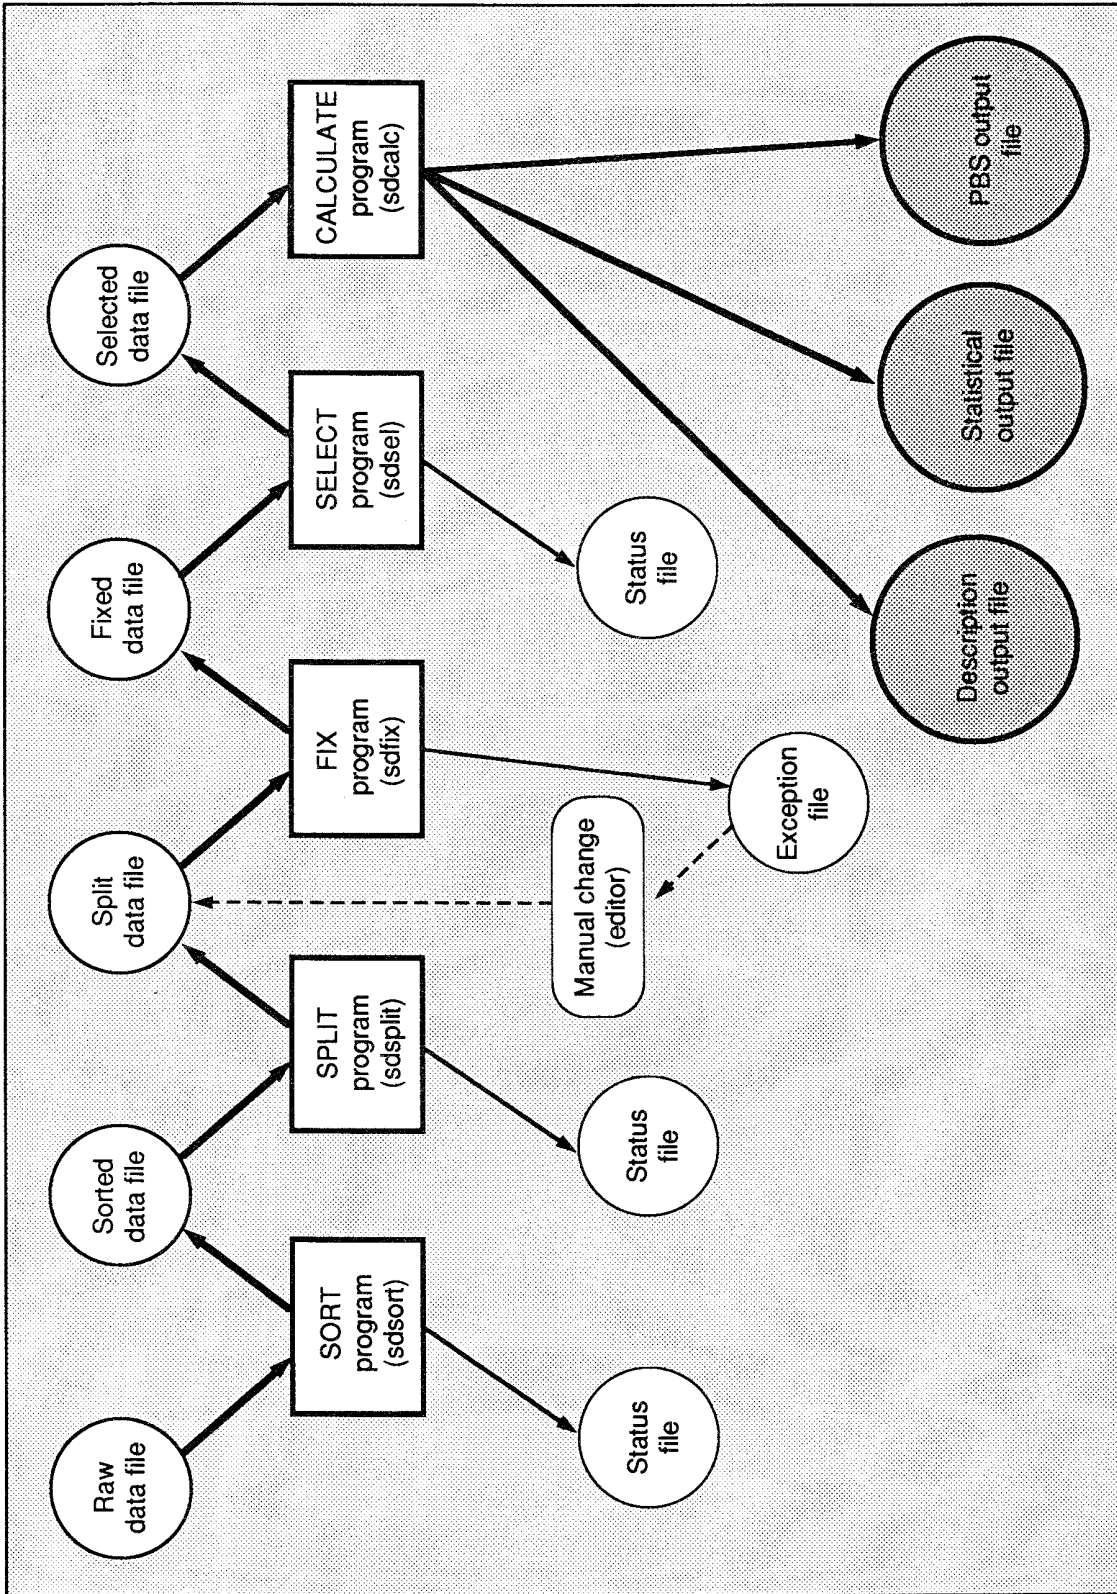 Raw
data file
Sorted
data file
Split
data file
Fixed
data file
Selected
data file
SORT
program
(sdsort)
SPLIT
program
(sdsplit)
FIX
program
(sdfix)
SELECT
program
(sdsel)
CALCULATE
program
(sdcalc)
Status
file
Status
file
Manual change
(editor)
Exception
file
Status
file
Description
output file
Statistical
output file
PBS output
file